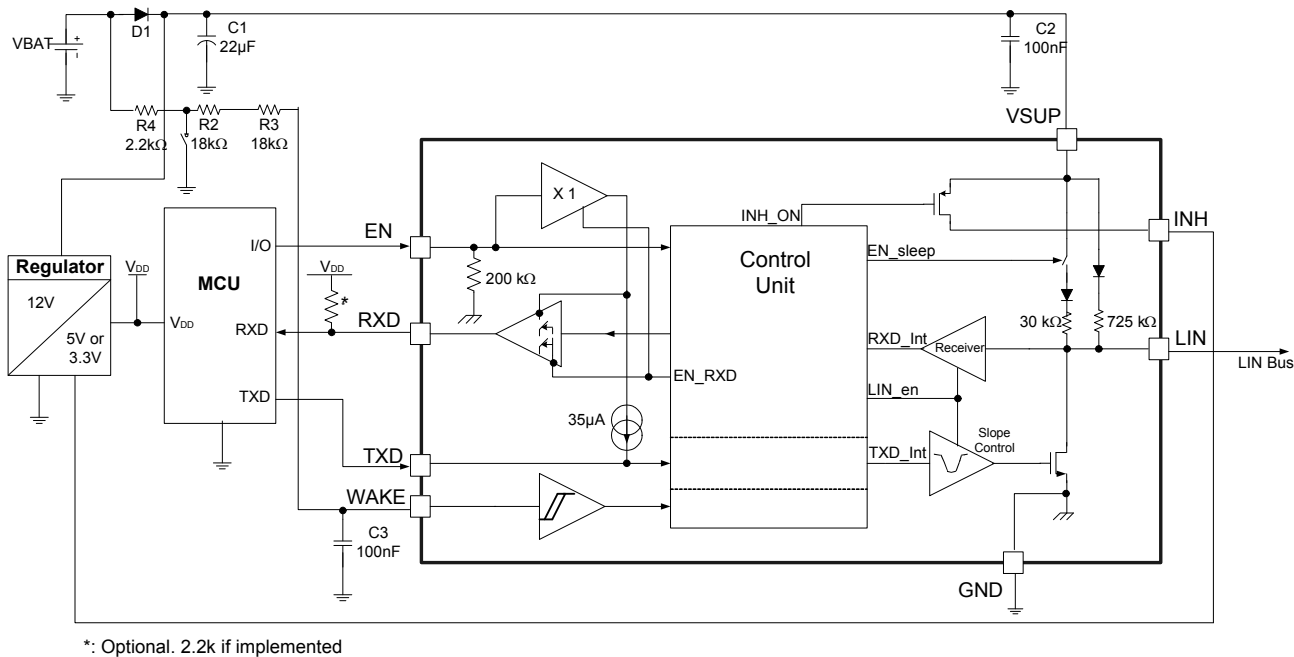 VBAT
+
-
D1
C1
22µF
C2
100nF
R4
2.2kΩ
R2
18kΩ
R3
18kΩ
VSUP
X 1
INH_ON
INH
I/O
EN
Regulator
12V
5V or
3.3V
VDD
MCU
VDD
200 kΩ
Control
Unit
EN_sleep
VDD
*
RXD
RXD
30 kΩ
725 kΩ
RXD_Int
Receiver
LIN
LIN Bus
EN_RXD
LIN_en
TXD
35µA
Slope
Control
TXD
TXD_Int
WAKE
C3
100nF
GND
*: Optional. 2.2k if implemented